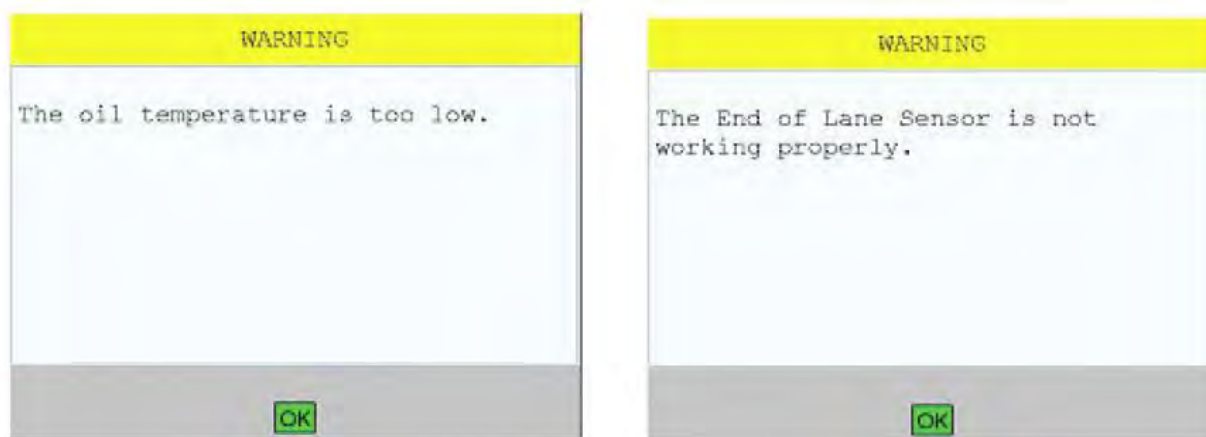 WARNING
The oil temperature is too low.
OK
WARNING
The End of Lane Sensor is not
working properly.
OK